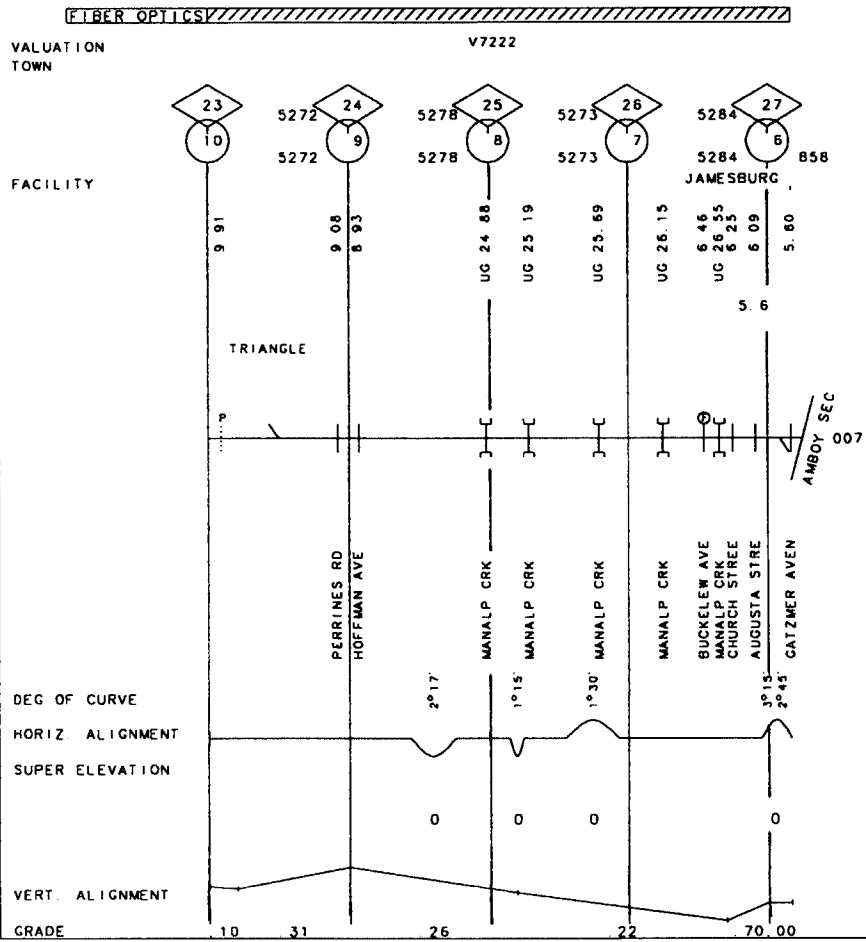 FIBER OPTICS
VALUATION V7222
TOWN
23 5272 24 5278 25 5273 26 5284 27
10 5272 9 5278 8 5273 7 5284 6 858
FACILITY JAMESBURG
9 91
9 08
8 93
UG 24 88
UG 25 19
UG 25.69
UG 26.15
6 46
UG 26 55
6 25
6 09
5.60
5.6
TRIANGLE
P
AMBOY SEC
007
PERRINES RD
HOFFMAN AVE
MANALP CRK
MANALP CRK
MANALP CRK
MANALP CRK
BUCKELEW AVE
MANALP CRK
CHURCH STREE
AUGUSTA STRE
GATZMER AVEN
DEG OF CURVE 2°17' 1°15' 1°30' 3°15' 2°45'
HORIZ. ALIGNMENT
SUPER ELEVATION
0 0 0 0
VERT. ALIGNMENT
GRADE .10 .31 .26 .22 .70.00